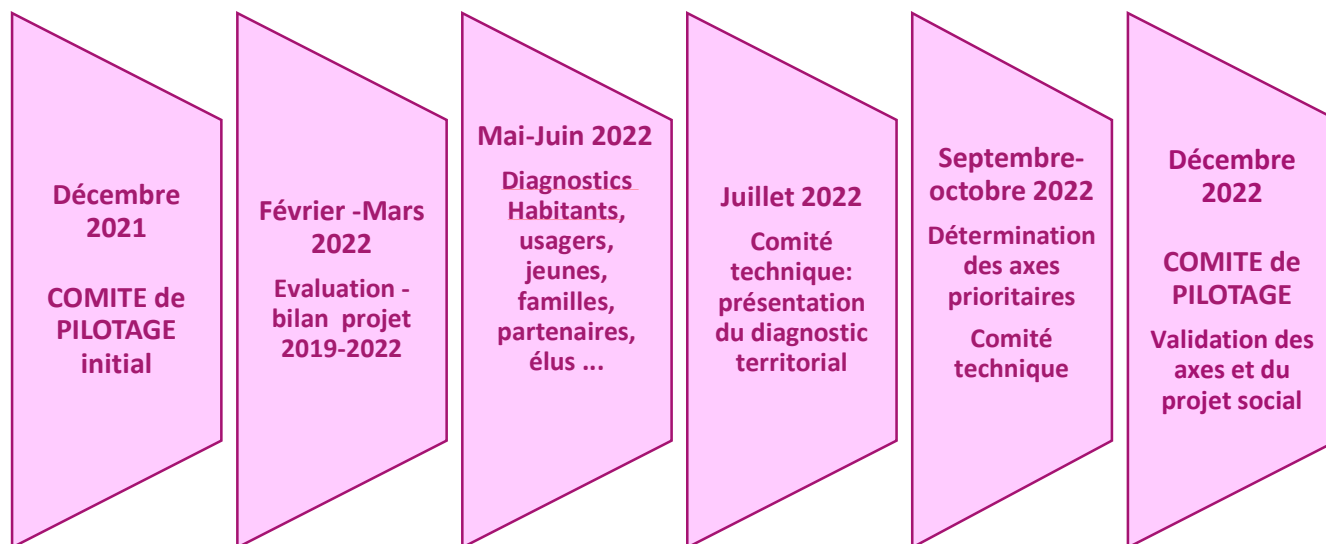 Décembre
2021
COMITE de
PILOTAGE
initial
Février -Mars
2022
Evaluation -
bilan projet
2019-2022
Mai-Juin 2022
Diagnostics
Habitants,
usagers,
jeunes,
familles,
partenaires,
élus ...
Juillet 2022
Comité
technique:
présentation
du diagnostic
territorial
Septembre-
octobre 2022
Détermination
des axes
prioritaires
Comité
technique
Décembre
2022
COMITE de
PILOTAGE
Validation des
axes et du
projet social